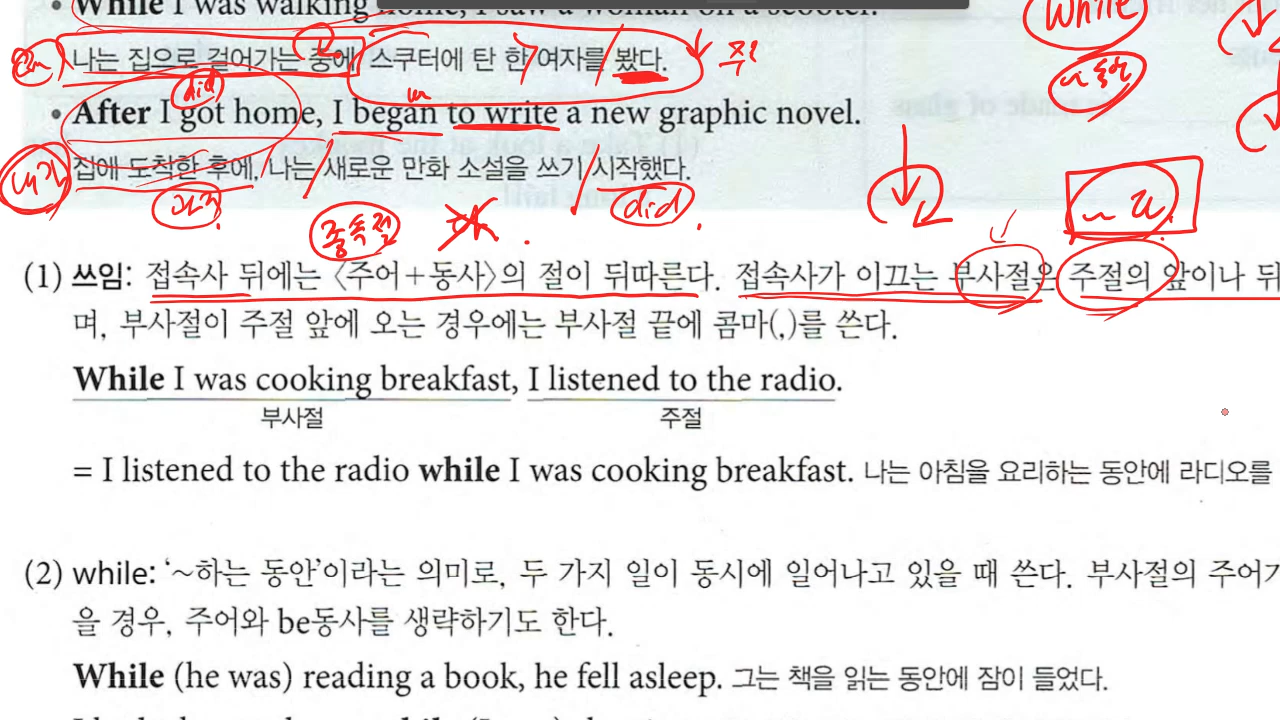 • While I was walking home, I saw a woman on a scooter.
나는 집으로 걸어가는 중에 스쿠터에 탄 한 여자를 봤다.
While
did
• After I got home, I began to write a new graphic novel.
집에 도착한 후에, 나는 새로운 만화 소설을 쓰기 시작했다.
내가
did
종속절
(1) 쓰임: 접속사 뒤에는 〈주어+동사〉의 절이 뒤따른다. 접속사가 이끄는 부사절은 주절의 앞이나 뒤
며, 부사절이 주절 앞에 오는 경우에는 부사절 끝에 콤마(,)를 쓴다.
While I was cooking breakfast, I listened to the radio.
부사절 주절
= I listened to the radio while I was cooking breakfast. 나는 아침을 요리하는 동안에 라디오를
(2) while: ‘~하는 동안’이라는 의미로, 두 가지 일이 동시에 일어나고 있을 때 쓴다. 부사절의 주어가
을 경우, 주어와 be동사를 생략하기도 한다.
While (he was) reading a book, he fell asleep. 그는 책을 읽는 동안에 잠이 들었다.